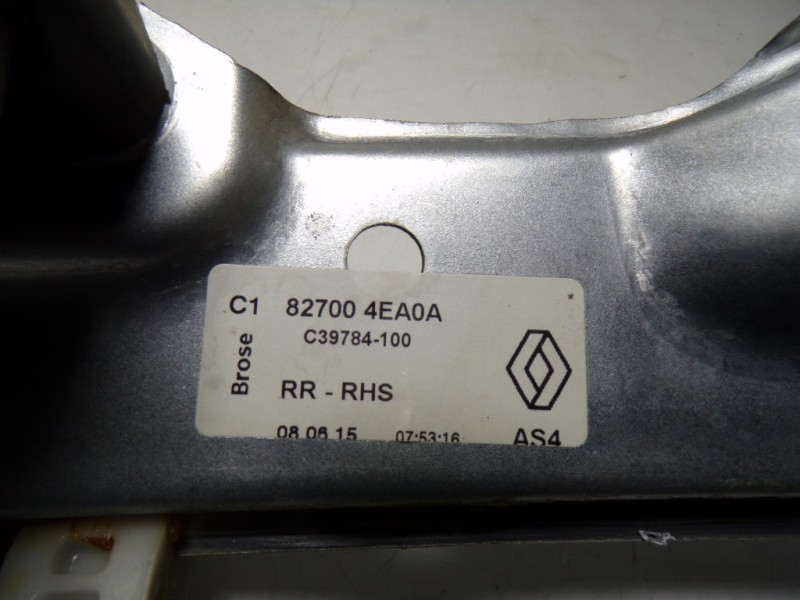 C1 82700 4EA0A
C39784-100
Brose
RR - RHS
08.06.15 07:53:16 AS4